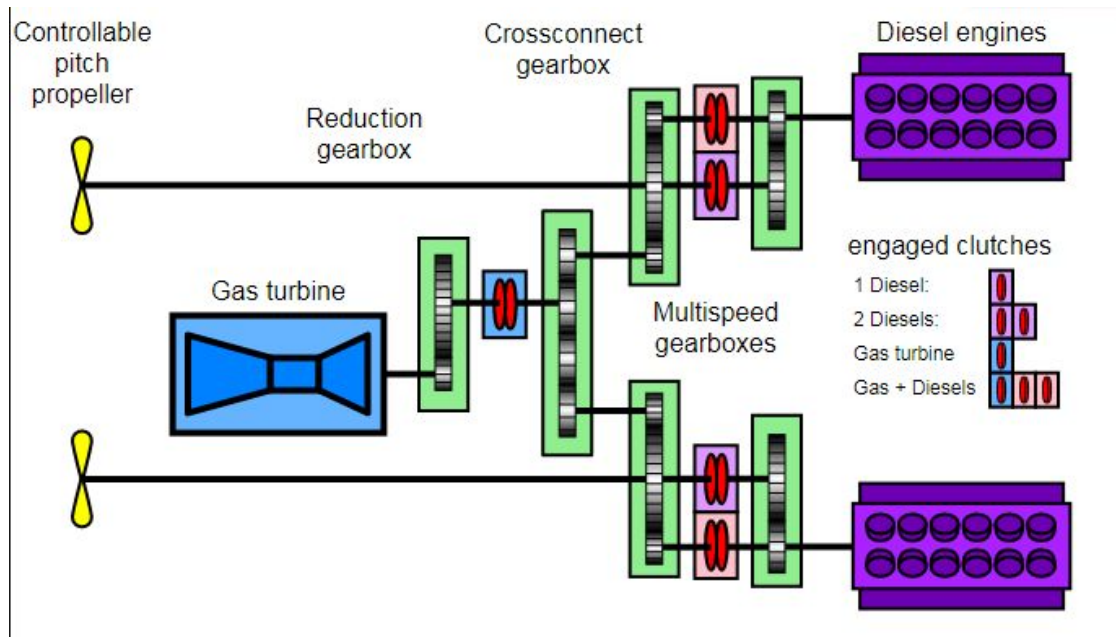 Controllable
pitch
propeller
Crossconnect
gearbox
Diesel engines
Reduction
gearbox
Gas turbine
Multispeed
gearboxes
engaged clutches
1 Diesel:
2 Diesels:
Gas turbine
Gas + Diesels